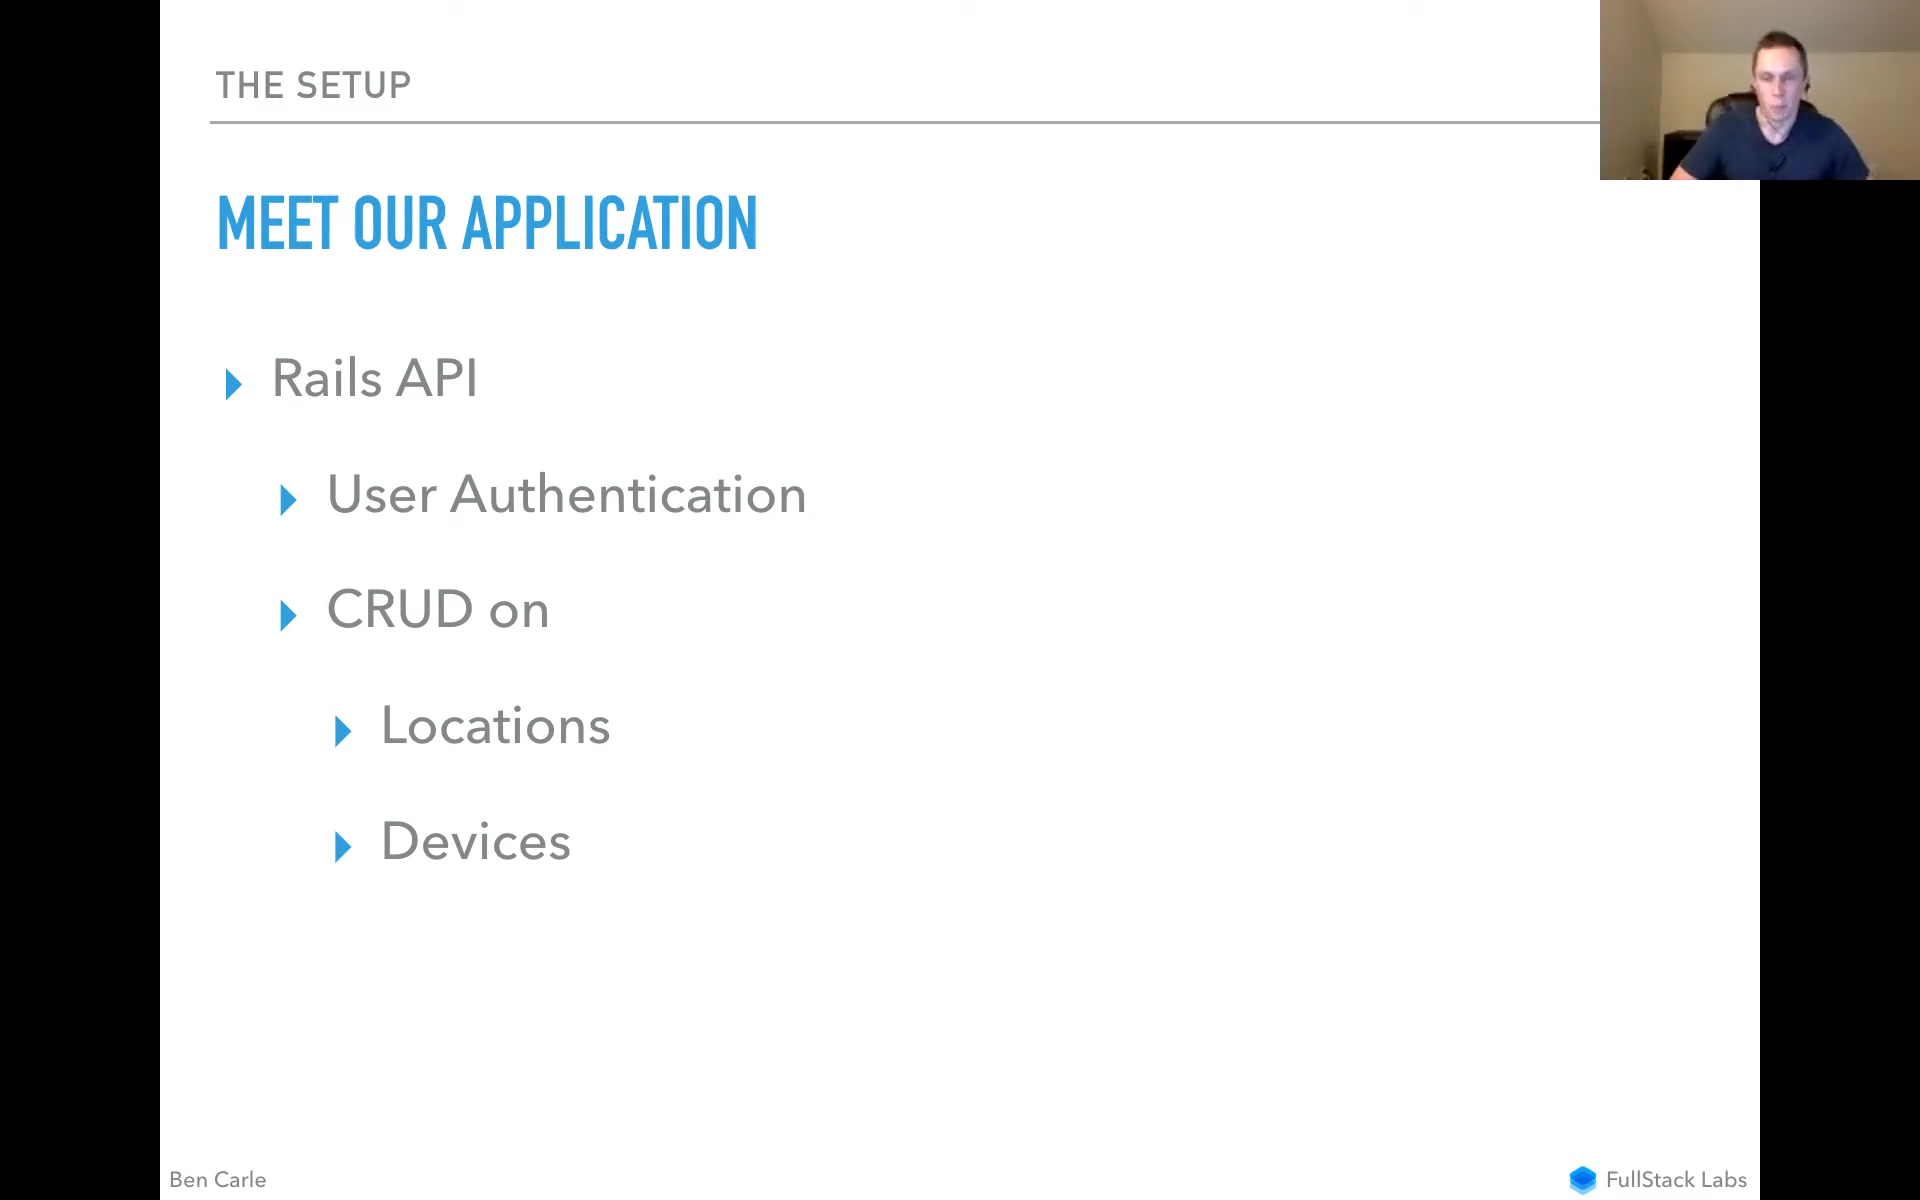 THE SETUP
MEET OUR APPLICATION
Rails API
User Authentication
CRUD on
Locations
Devices
Ben Carle
FullStack Labs